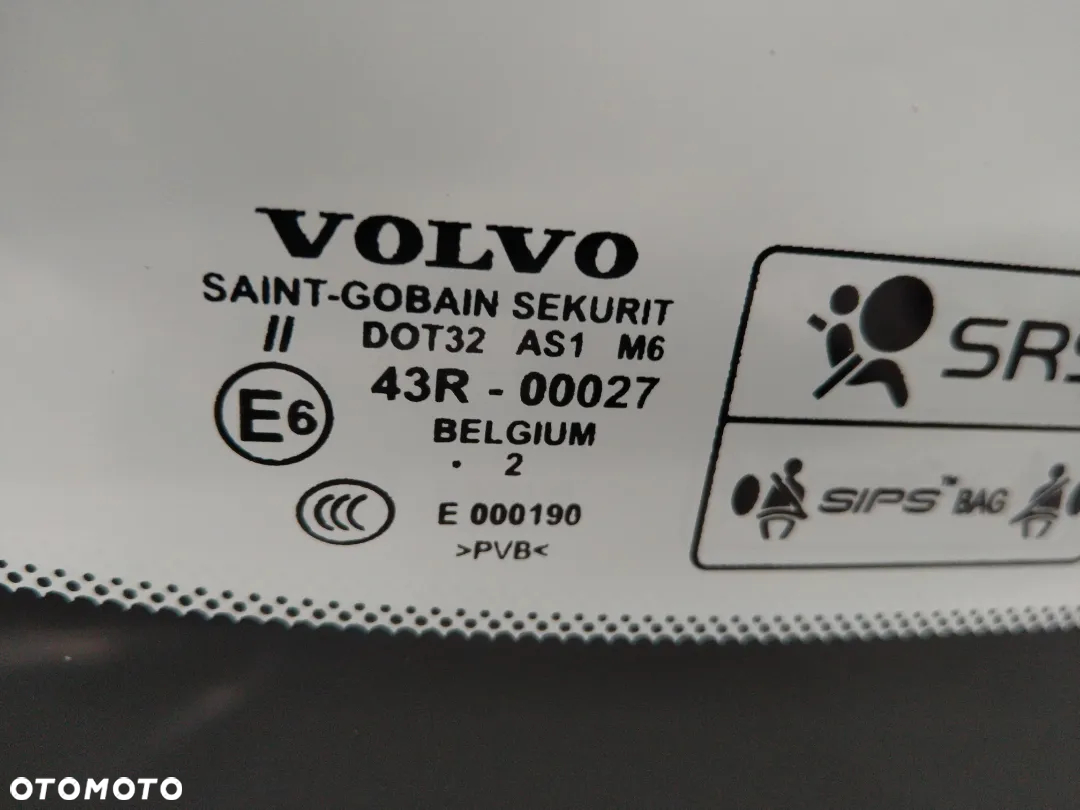 VOLVO
SAINT-GOBAIN SEKURIT
II DOT32 AS1 M6
E6 43R - 00027
BELGIUM
. 2
CCC E 000190
>PVB<
SRS
SIPS™ BAG
OTOMOTO